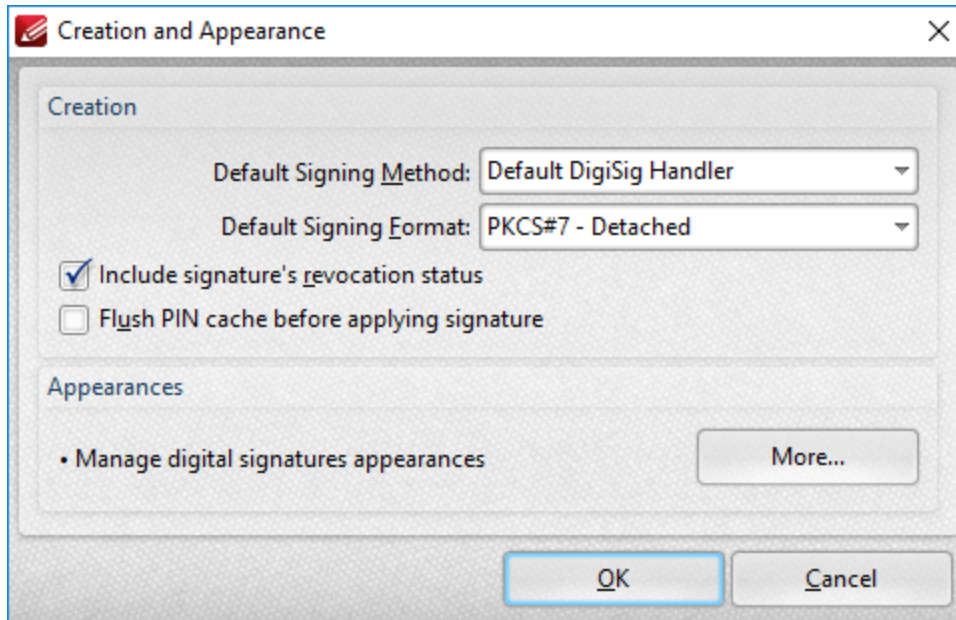 Creation and Appearance
Creation
Default Signing Method: Default DigiSig Handler
Default Signing Format: PKCS#7 - Detached
Include signature's revocation status
Flush PIN cache before applying signature
Appearances
• Manage digital signatures appearances More...
OK Cancel